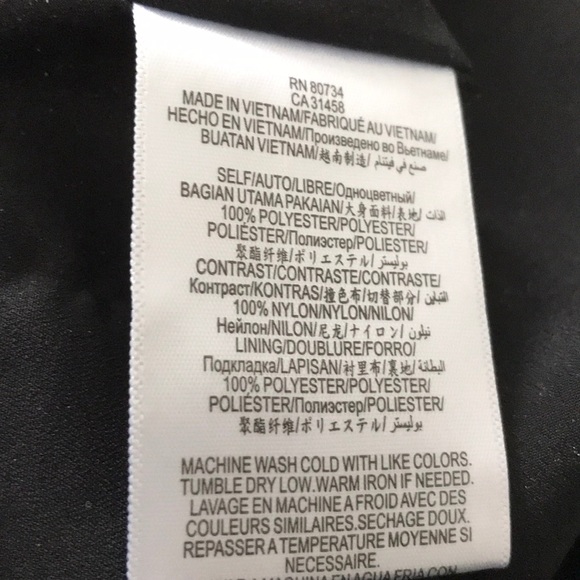 RN 80734
CA 31458
MADE IN VIETNAM/FABRIQUÉ AU VIETNAM/
HECHO EN VIETNAM/Произведено во Вьетнаме/
BUATAN VIETNAM/越南制造/ صنع في فيتنام
SELF/AUTO/LIBRE/Одноцветный/
BAGIAN UTAMA PAKAIAN/大身面料/表地/ الذات
100% POLYESTER/POLYESTER/
POLIÉSTER/Полиэстер/POLIESTER/
聚酯纤维/ポリエステル/ بوليستر
CONTRAST/CONTRASTE/CONTRASTE/
Контраст/KONTRAS/撞色布/切替部分/ التباين
100% NYLON/NYLON/NILON/
Нейлон/NILON/尼龙/ナイロン/ نيلون
LINING/DOUBLURE/FORRO/
Подкладка/LAPISAN/衬里布/裏地/ البطانة
100% POLYESTER/POLYESTER/
POLIÉSTER/Полиэстер/POLIESTER/
聚酯纤维/ポリエステル/ بوليستر
MACHINE WASH COLD WITH LIKE COLORS.
TUMBLE DRY LOW.WARM IRON IF NEEDED.
LAVAGE EN MACHINE A FROID AVEC DES
COULEURS SIMILAIRES.SECHAGE DOUX.
REPASSER A TEMPERATURE MOYENNE SI
NECESSAIRE.
MACHINA EN AGUA FRIA CON